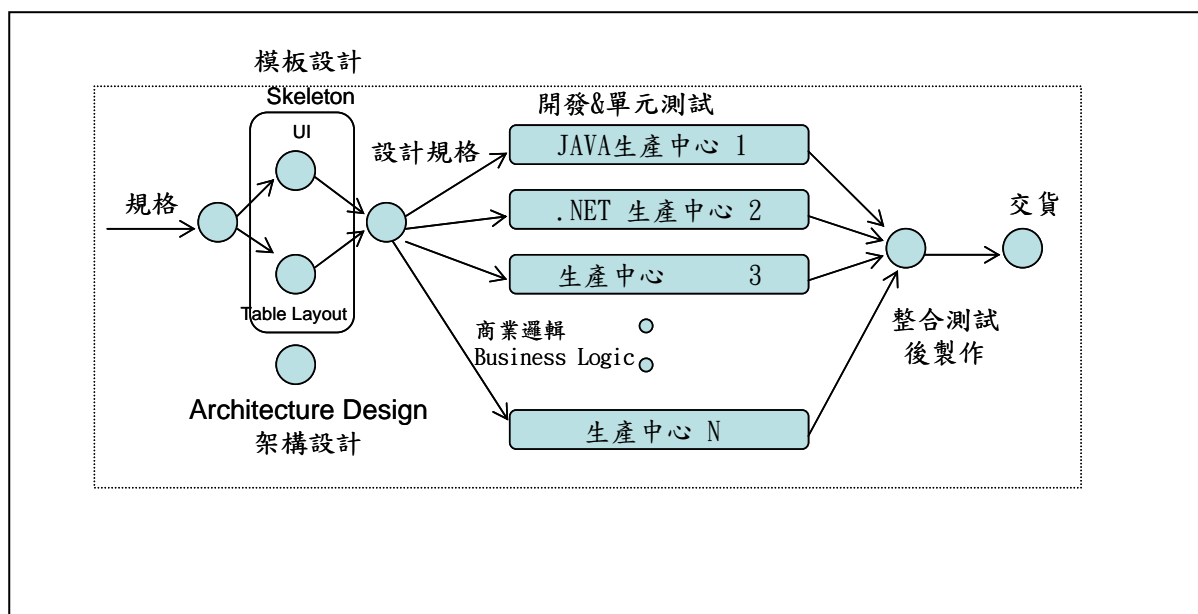 模板設計
Skeleton
UI
Table Layout
規格
Architecture Design
架構設計
設計規格
開發&單元測試
JAVA生產中心 1
.NET 生產中心 2
生產中心 3
商業邏輯
Business Logic
生產中心 N
整合測試
後製作
交貨